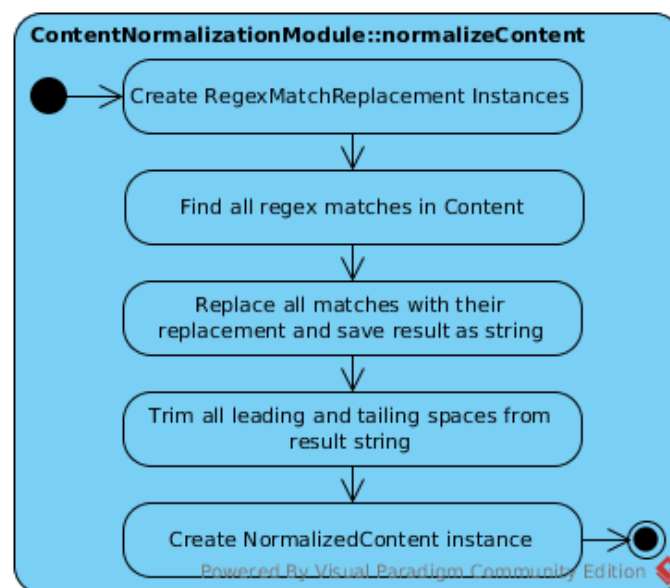 ContentNormalizationModule::normalizeContent
Create RegexMatchReplacement Instances
Find all regex matches in Content
Replace all matches with their
replacement and save result as string
Trim all leading and tailing spaces from
result string
Create NormalizedContent instance
Powered By Visual Paradigm Community Edition